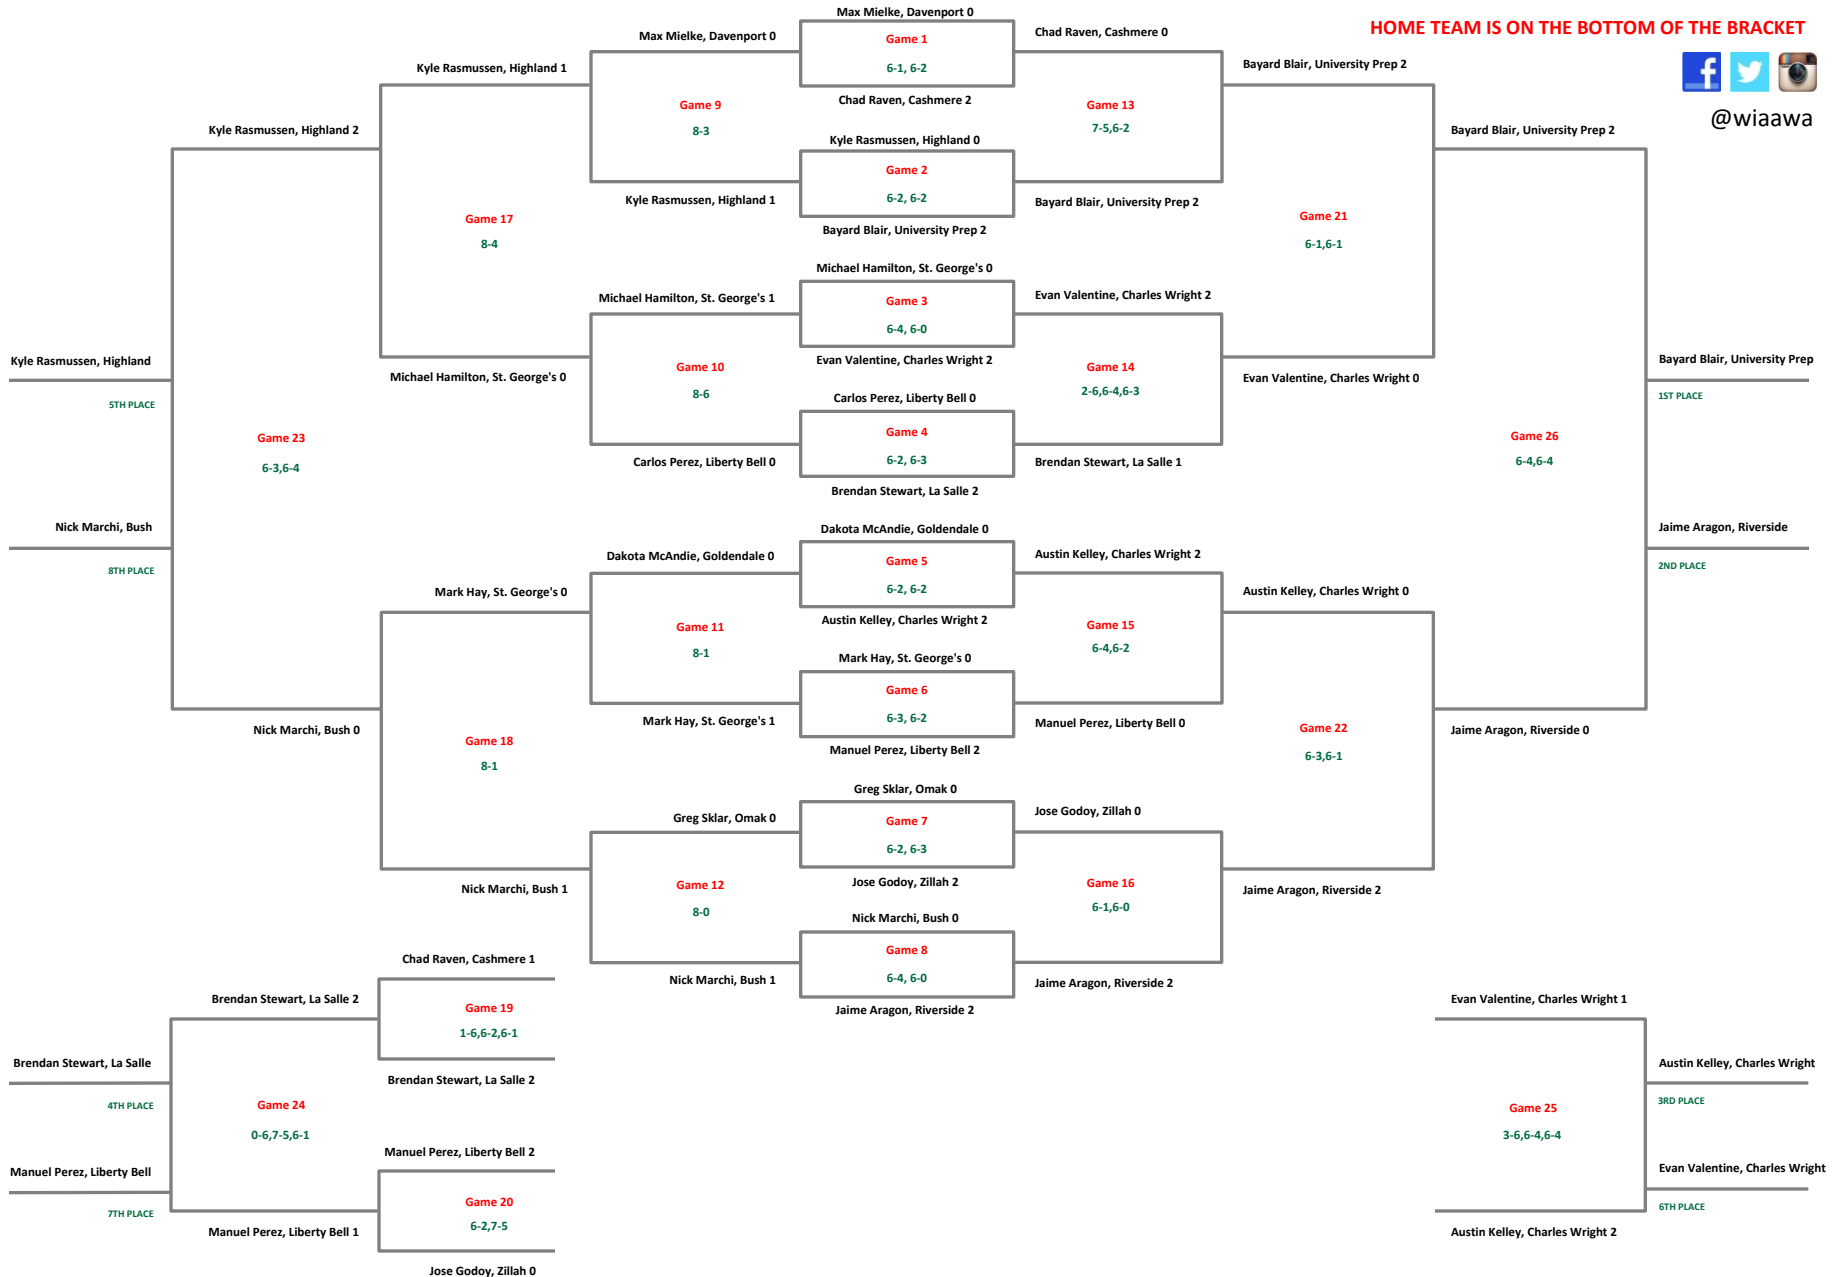 HOME TEAM IS ON THE BOTTOM OF THE BRACKET
@wiaawa
Max Mielke, Davenport 0
Game 1
6-1, 6-2
Chad Raven, Cashmere 2
Kyle Rasmussen, Highland 0
Game 2
6-2, 6-2
Bayard Blair, University Prep 2
Michael Hamilton, St. George's 0
Game 3
6-4, 6-0
Evan Valentine, Charles Wright 2
Carlos Perez, Liberty Bell 0
Game 4
6-2, 6-3
Brendan Stewart, La Salle 2
Dakota McAndie, Goldendale 0
Game 5
6-2, 6-2
Austin Kelley, Charles Wright 2
Mark Hay, St. George's 0
Game 6
6-3, 6-2
Manuel Perez, Liberty Bell 2
Greg Sklar, Omak 0
Game 7
6-2, 6-3
Jose Godoy, Zillah 2
Nick Marchi, Bush 0
Game 8
6-4, 6-0
Jaime Aragon, Riverside 2
Max Mielke, Davenport 0
Game 9
8-3
Kyle Rasmussen, Highland 1
Michael Hamilton, St. George's 1
Game 10
8-6
Carlos Perez, Liberty Bell 0
Dakota McAndie, Goldendale 0
Game 11
8-1
Mark Hay, St. George's 1
Greg Sklar, Omak 0
Game 12
8-0
Nick Marchi, Bush 1
Chad Raven, Cashmere 0
Game 13
7-5,6-2
Bayard Blair, University Prep 2
Evan Valentine, Charles Wright 2
Game 14
2-6,6-4,6-3
Brendan Stewart, La Salle 1
Austin Kelley, Charles Wright 2
Game 15
6-4,6-2
Manuel Perez, Liberty Bell 0
Jose Godoy, Zillah 0
Game 16
6-1,6-0
Jaime Aragon, Riverside 2
Kyle Rasmussen, Highland 1
Game 17
8-4
Michael Hamilton, St. George's 0
Mark Hay, St. George's 0
Game 18
8-1
Nick Marchi, Bush 1
Chad Raven, Cashmere 1
Game 19
1-6,6-2,6-1
Brendan Stewart, La Salle 2
Manuel Perez, Liberty Bell 2
Game 20
6-2,7-5
Jose Godoy, Zillah 0
Bayard Blair, University Prep 2
Game 21
6-1,6-1
Evan Valentine, Charles Wright 0
Austin Kelley, Charles Wright 0
Game 22
6-3,6-1
Jaime Aragon, Riverside 2
Kyle Rasmussen, Highland 2
Game 23
6-3,6-4
Nick Marchi, Bush 0
Kyle Rasmussen, Highland
5TH PLACE
Nick Marchi, Bush
8TH PLACE
Brendan Stewart, La Salle 2
Game 24
0-6,7-5,6-1
Manuel Perez, Liberty Bell 1
Brendan Stewart, La Salle
4TH PLACE
Manuel Perez, Liberty Bell
7TH PLACE
Evan Valentine, Charles Wright 1
Game 25
3-6,6-4,6-4
Austin Kelley, Charles Wright 2
Austin Kelley, Charles Wright
3RD PLACE
Evan Valentine, Charles Wright
6TH PLACE
Bayard Blair, University Prep 2
Game 26
6-4,6-4
Jaime Aragon, Riverside 0
Bayard Blair, University Prep
1ST PLACE
Jaime Aragon, Riverside
2ND PLACE